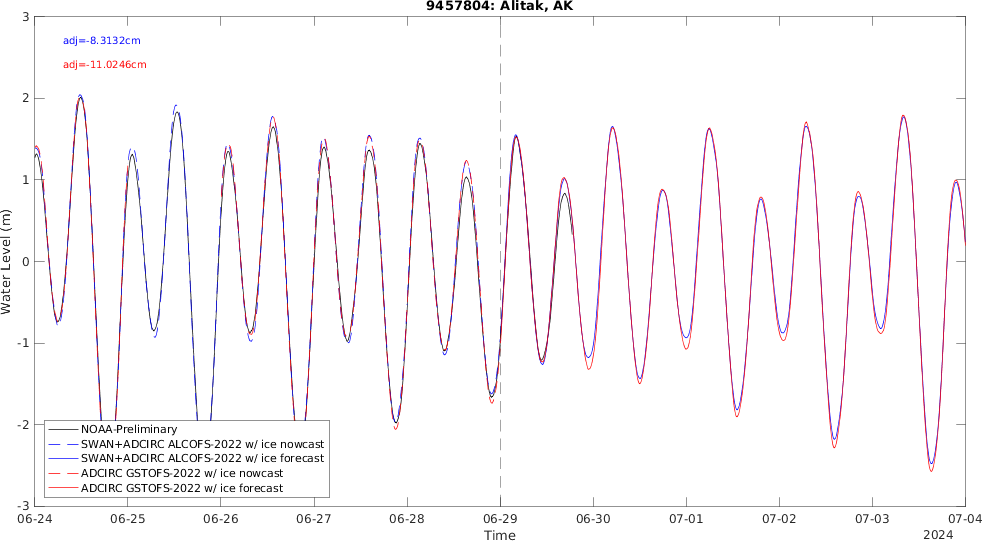 9457804: Alitak, AK
adj=-8.3132cm
adj=-11.0246cm
Water Level (m)
3
2
1
0
-1
-2
-3
NOAA-Preliminary
SWAN+ADCIRC ALCOFS-2022 w/ ice nowcast
SWAN+ADCIRC ALCOFS-2022 w/ ice forecast
ADCIRC GSTOFS-2022 w/ ice nowcast
ADCIRC GSTOFS-2022 w/ ice forecast
06-24 06-25 06-26 06-27 06-28 06-29 06-30 07-01 07-02 07-03 07-04
Time
2024